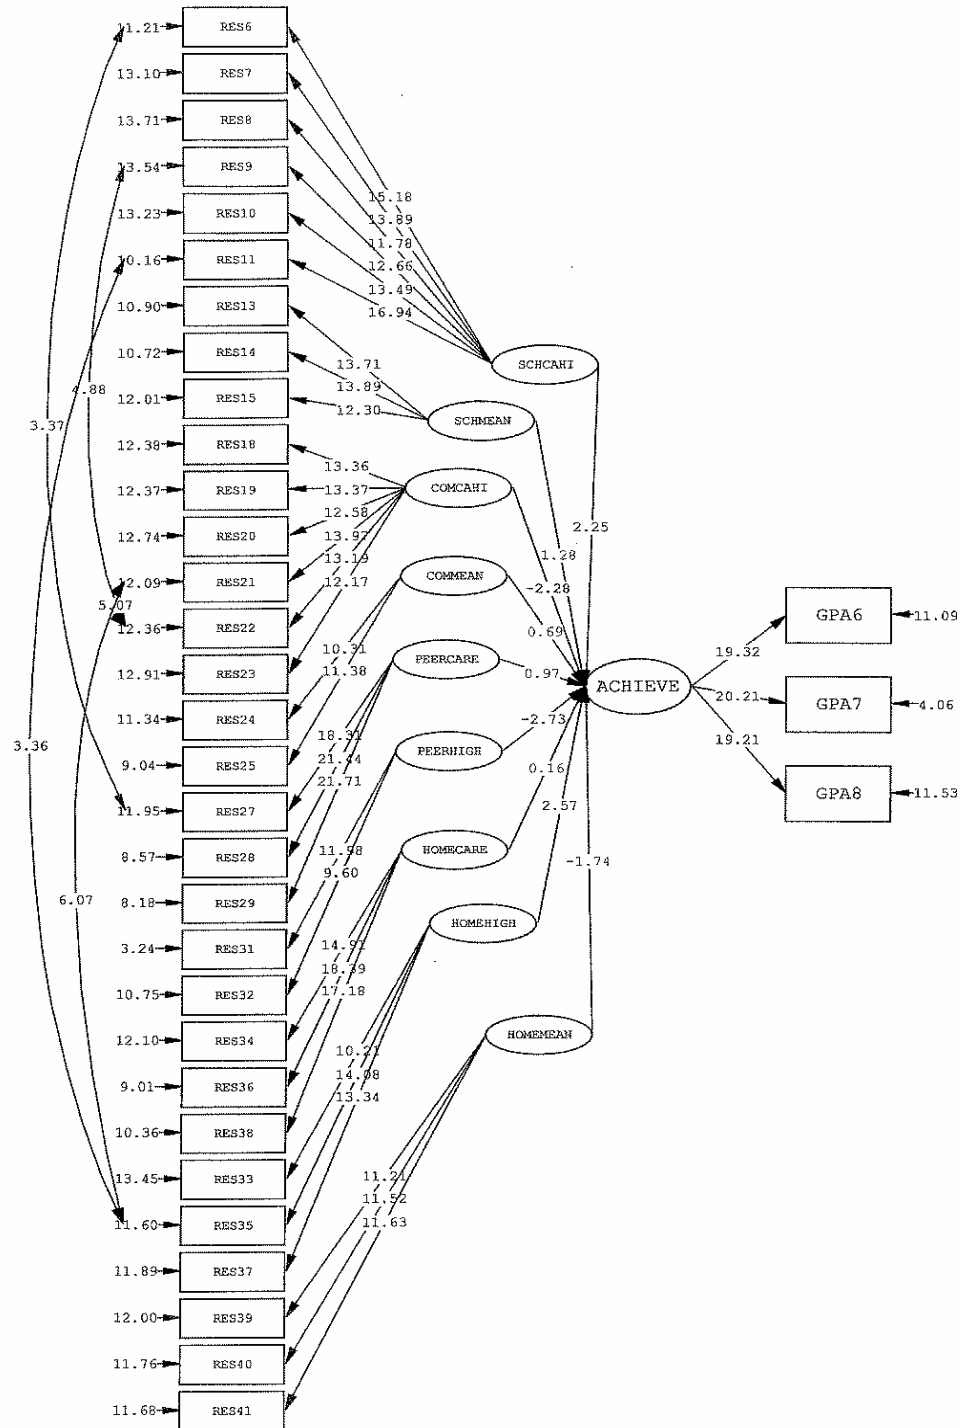 11.21 RES6
13.10 RES7
13.71 RES8
13.54 RES9
13.23 RES10
10.16 RES11
10.90 RES13
10.72 RES14
12.01 RES15
12.38 RES18
12.37 RES19
12.74 RES20
12.09 RES21
12.36 RES22
12.91 RES23
11.34 RES24
9.04 RES25
11.95 RES27
8.57 RES28
8.18 RES29
3.24 RES31
10.75 RES32
12.10 RES34
9.01 RES36
10.36 RES38
13.45 RES33
11.60 RES35
11.89 RES37
12.00 RES39
11.76 RES40
11.68 RES41
4.88
3.37
5.07
3.36
6.07
15.18
13.89
11.78
12.66
13.49
16.94
13.71
13.89
12.30
13.36
13.37
12.58
13.97
13.19
12.17
10.31
11.38
18.31
21.44
21.71
11.98
9.60
14.91
18.39
17.18
10.21
14.08
13.34
11.21
11.52
11.63
SCHCAHI
SCHMEAN
COMCAHI
COMMEAN
PEERCARE
PEERHIGH
HOMECARE
HOMEHIGH
HOMEMEAN
2.25
1.28
-2.28
0.69
0.97
-2.73
0.16
2.57
-1.74
ACHIEVE
19.32
20.21
19.21
GPA6 11.09
GPA7 4.06
GPA8 11.53